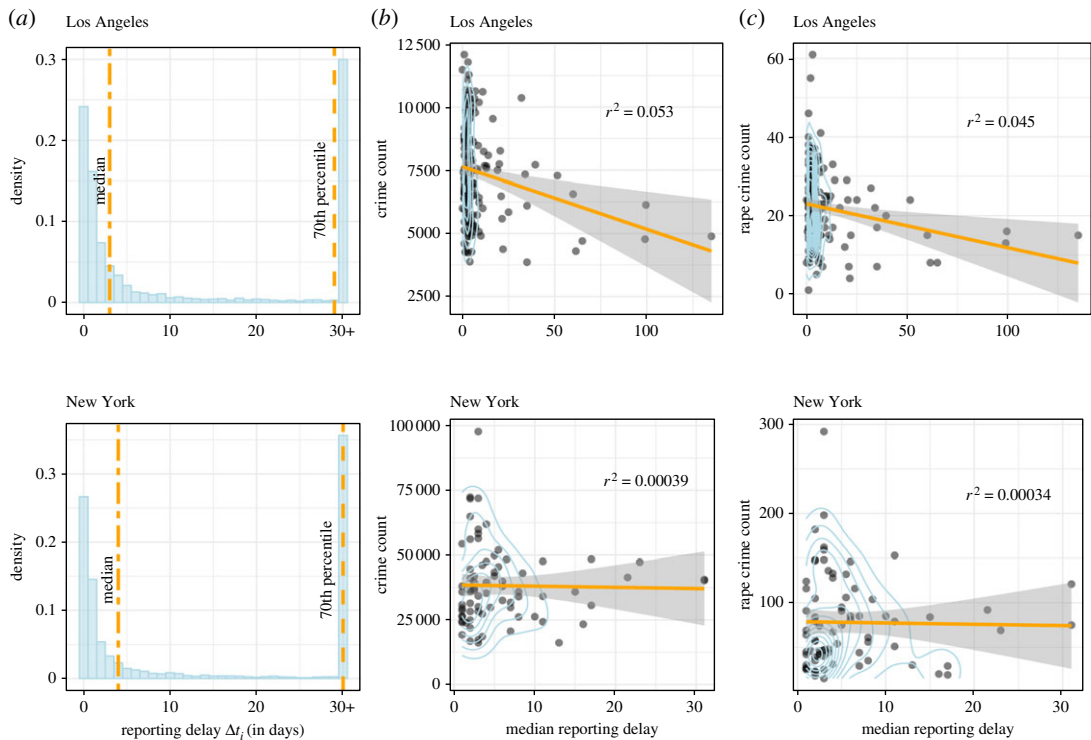 (a)
Los Angeles
density
0.3
0.2
0.1
0
0
10
20
30+
median
70th percentile
(b)
Los Angeles
crime count
12 500
10 000
7500
5000
2500
0
50
100
r² = 0.053
(c)
Los Angeles
rape crime count
60
40
20
0
0
50
100
r² = 0.045
New York
density
0.3
0.2
0.1
0
0
10
20
30+
median
70th percentile
reporting delay Δtᵢ (in days)
New York
crime count
100 000
75 000
50 000
25 000
0
0
10
20
30
r² = 0.00039
median reporting delay
New York
rape crime count
300
200
100
0
10
20
30
r² = 0.00034
median reporting delay